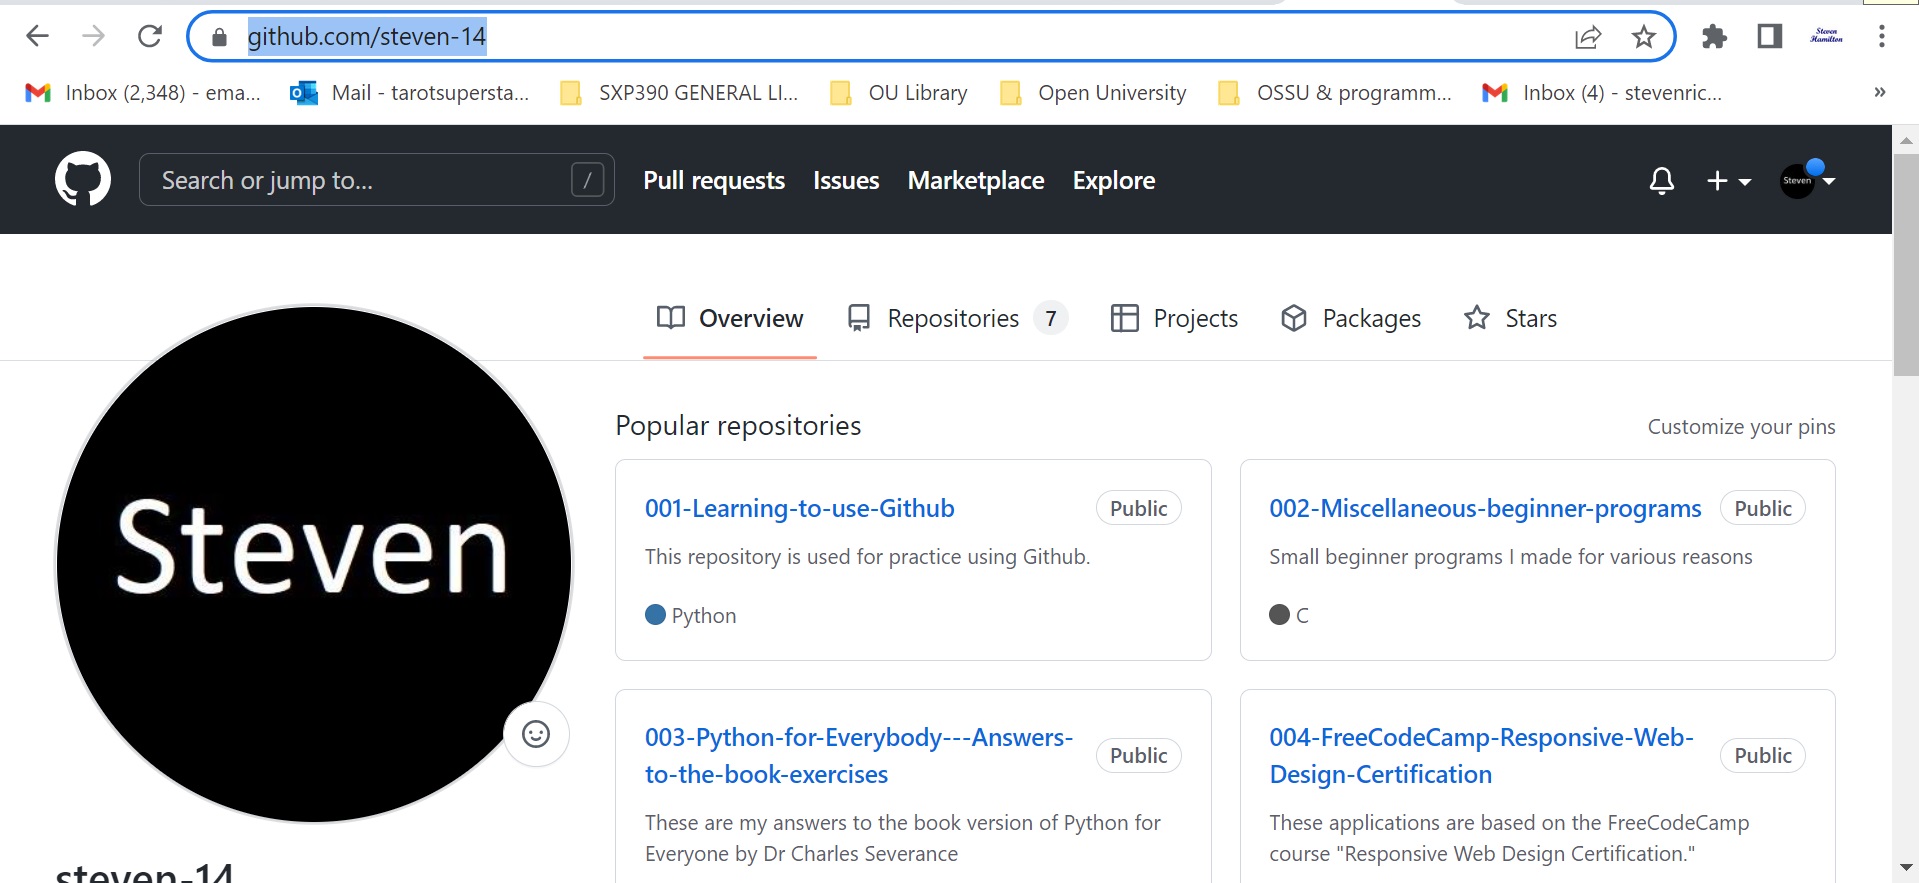 github.com/steven-14
Steven
Hamilton
Inbox (2,348) - ema...
Mail - tarotsupersta...
SXP390 GENERAL LI...
OU Library
Open University
OSSU & programm...
Inbox (4) - stevenric...
»
Search or jump to...
/
Pull requests
Issues
Marketplace
Explore
Steven
Overview
Repositories 7
Projects
Packages
Stars
Steven
steven-14
Popular repositories
Customize your pins
001-Learning-to-use-Github
Public
This repository is used for practice using Github.
Python
002-Miscellaneous-beginner-programs
Public
Small beginner programs I made for various reasons
C
003-Python-for-Everybody---Answers-
to-the-book-exercises
Public
These are my answers to the book version of Python for
Everyone by Dr Charles Severance
004-FreeCodeCamp-Responsive-Web-
Design-Certification
Public
These applications are based on the FreeCodeCamp
course "Responsive Web Design Certification."